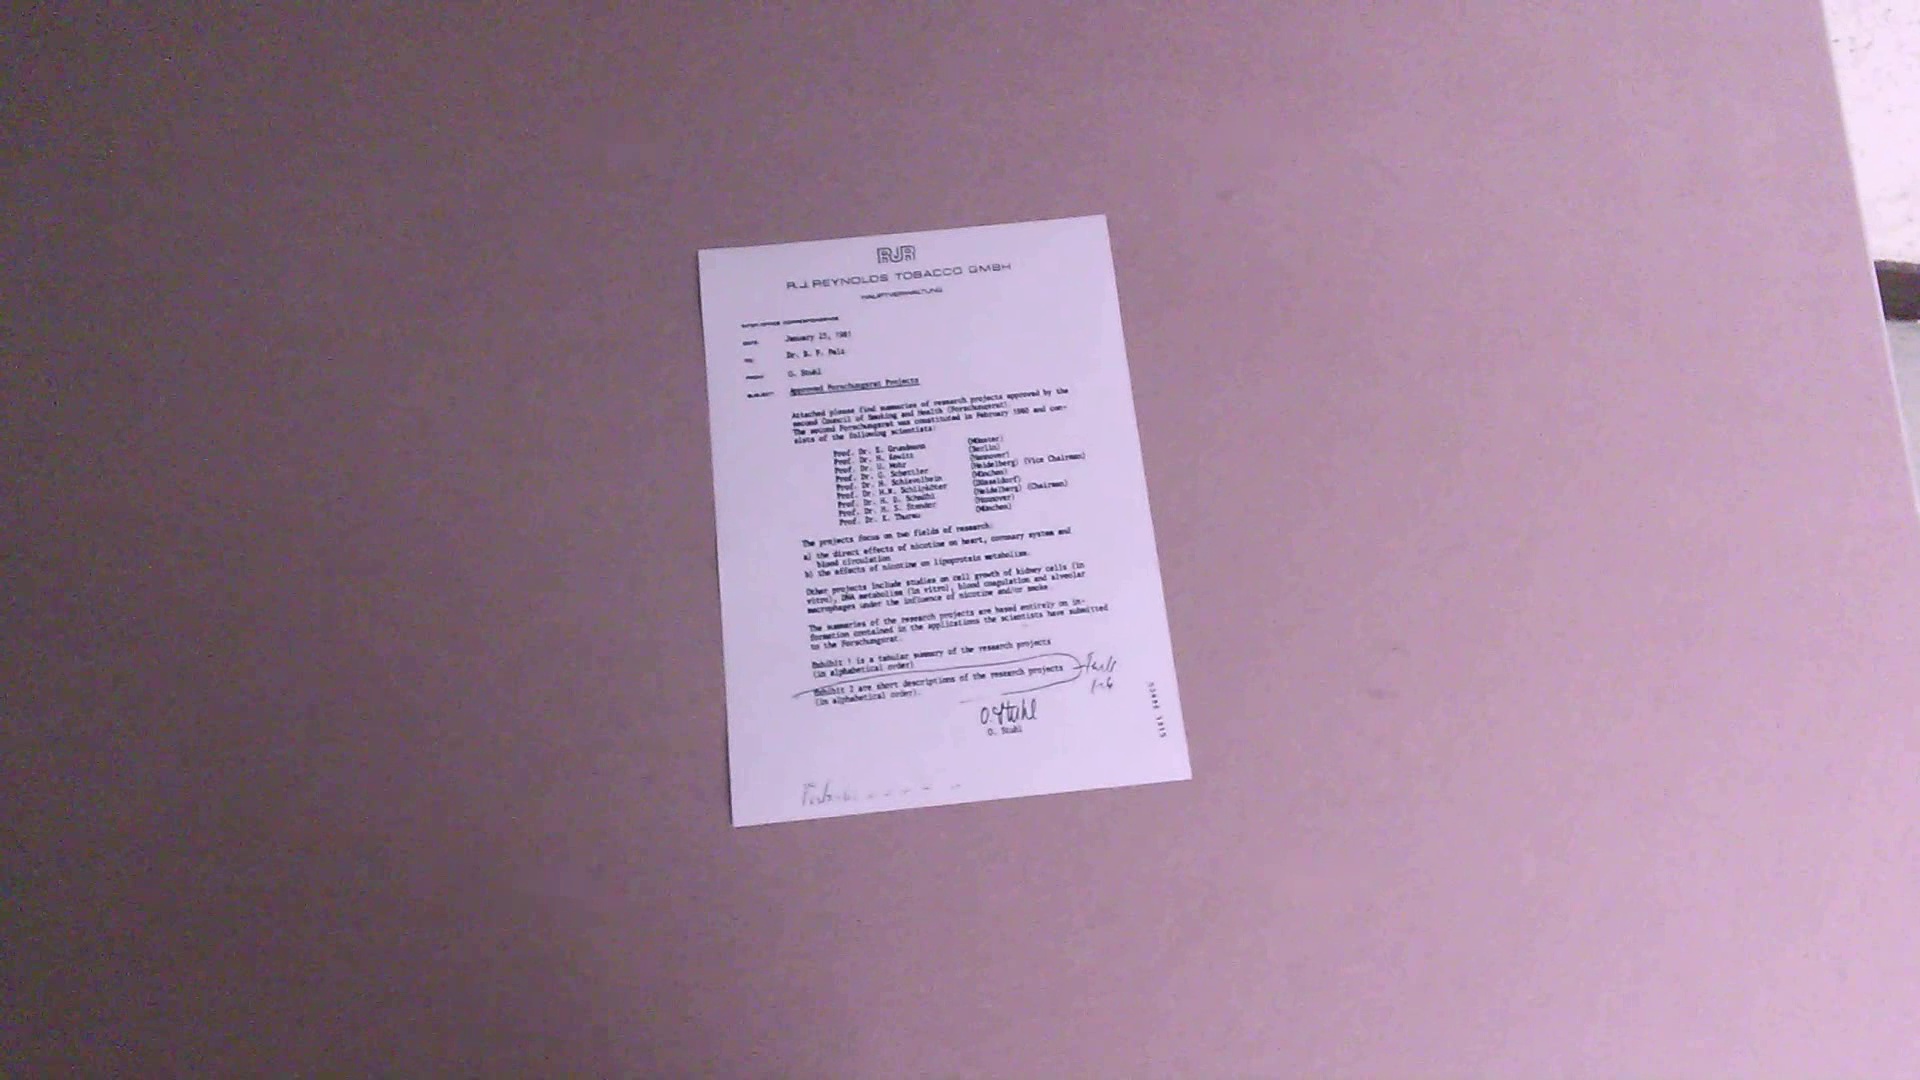 RJR
R.J. REYNOLDS TOBACCO GMBH
HAUPTVERWALTUNG
INTER-OFFICE CORRESPONDENCE
DATE: January 23, 1981
TO: Dr. B. F. Pelz
FROM: O. Stuhl
SUBJECT: Approved Forschungsrat Projects
Attached please find summaries of research projects approved by the
second Council of Smoking and Health (Forschungsrat).
The second Forschungsrat was constituted in February 1980 and con-
sists of the following scientists:
Prof. Dr. E. Grundmann (Münster)
Prof. Dr. H. (Berlin)
Prof. Dr. U. Mohr (Hannover)
Prof. Dr. G. Schettler (Heidelberg) (Vice Chairman)
Prof. Dr. H. Schievelbein (München)
Prof. Dr. H.W. Schlipköter (Düsseldorf)
Prof. Dr. H. D. Schmähl (Heidelberg) (Chairman)
Prof. Dr. H. S. Stender (Hannover)
Prof. Dr. K. Thurau (München)
The projects focus on two fields of research:
a) the direct effects of nicotine on heart, coronary system and
blood circulation
b) the effects of nicotine on lipoprotein metabolism.
Other projects include studies on cell growth of kidney cells (in
vitro), DNA metabolism (in vitro), blood coagulation and alveolar
macrophages under the influence of nicotine and/or smoke.
The summaries of the research projects are based entirely on in-
formation contained in the applications the scientists have submitted
to the Forschungsrat.
Exhibit 1 is a tabular summary of the research projects
(in alphabetical order)
Exhibit 2 are short descriptions of the research projects
(in alphabetical order).
1-6
O. Stuhl
O. Stuhl